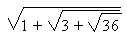 √(1 + √(3 + √36))